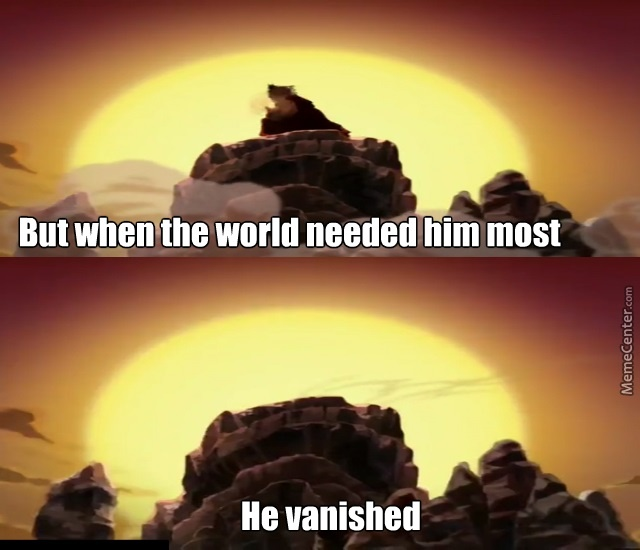 But when the world needed him most
MemeCenter.com
He vanished